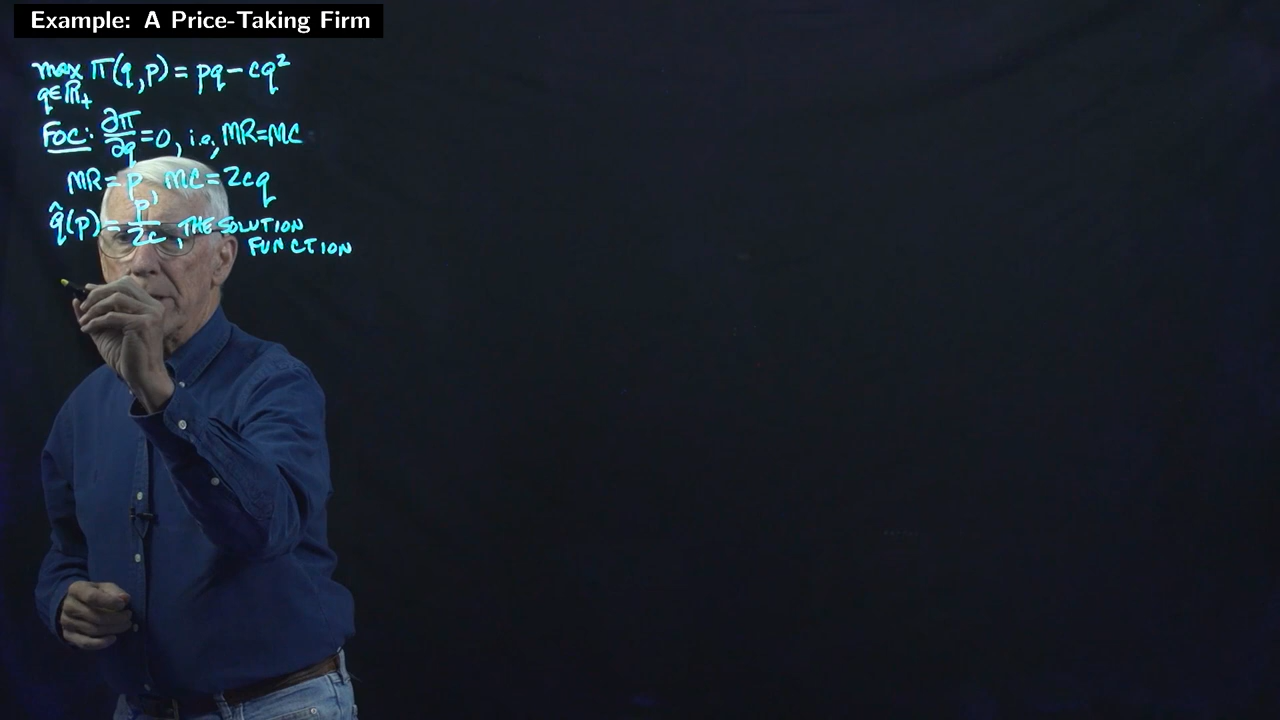 Example: A Price-Taking Firm
max π(q,p) = pq − cq²
q∈ℝ₊
FOC: ∂π/∂q = 0, i.e., MR=MC
MR = p, MC = 2cq
q̂(p) = p/2c, THE SOLUTION
FUNCTION